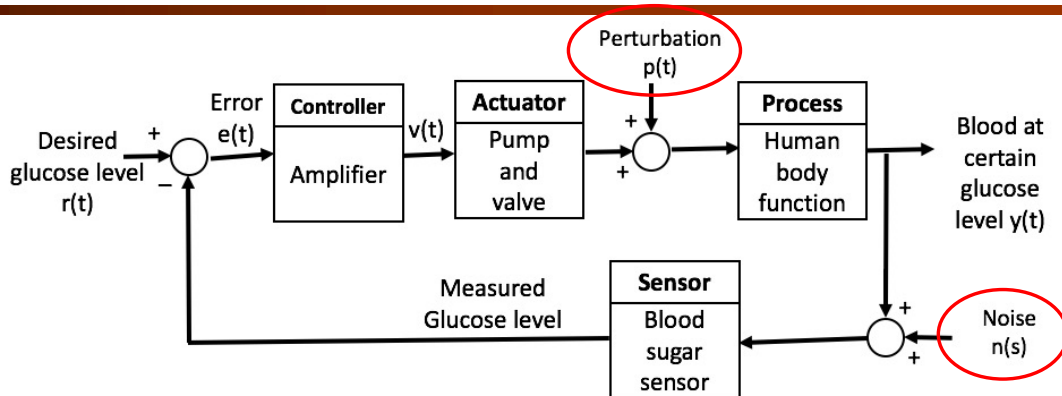 Perturbation
p(t)
Error
e(t)
Controller
Amplifier
v(t)
Actuator
Pump
and
valve
Process
Human
body
function
+
Desired
glucose level
r(t)
−
+
+
Blood at
certain
glucose
level y(t)
Measured
Glucose level
Sensor
Blood
sugar
sensor
+
+
Noise
n(s)